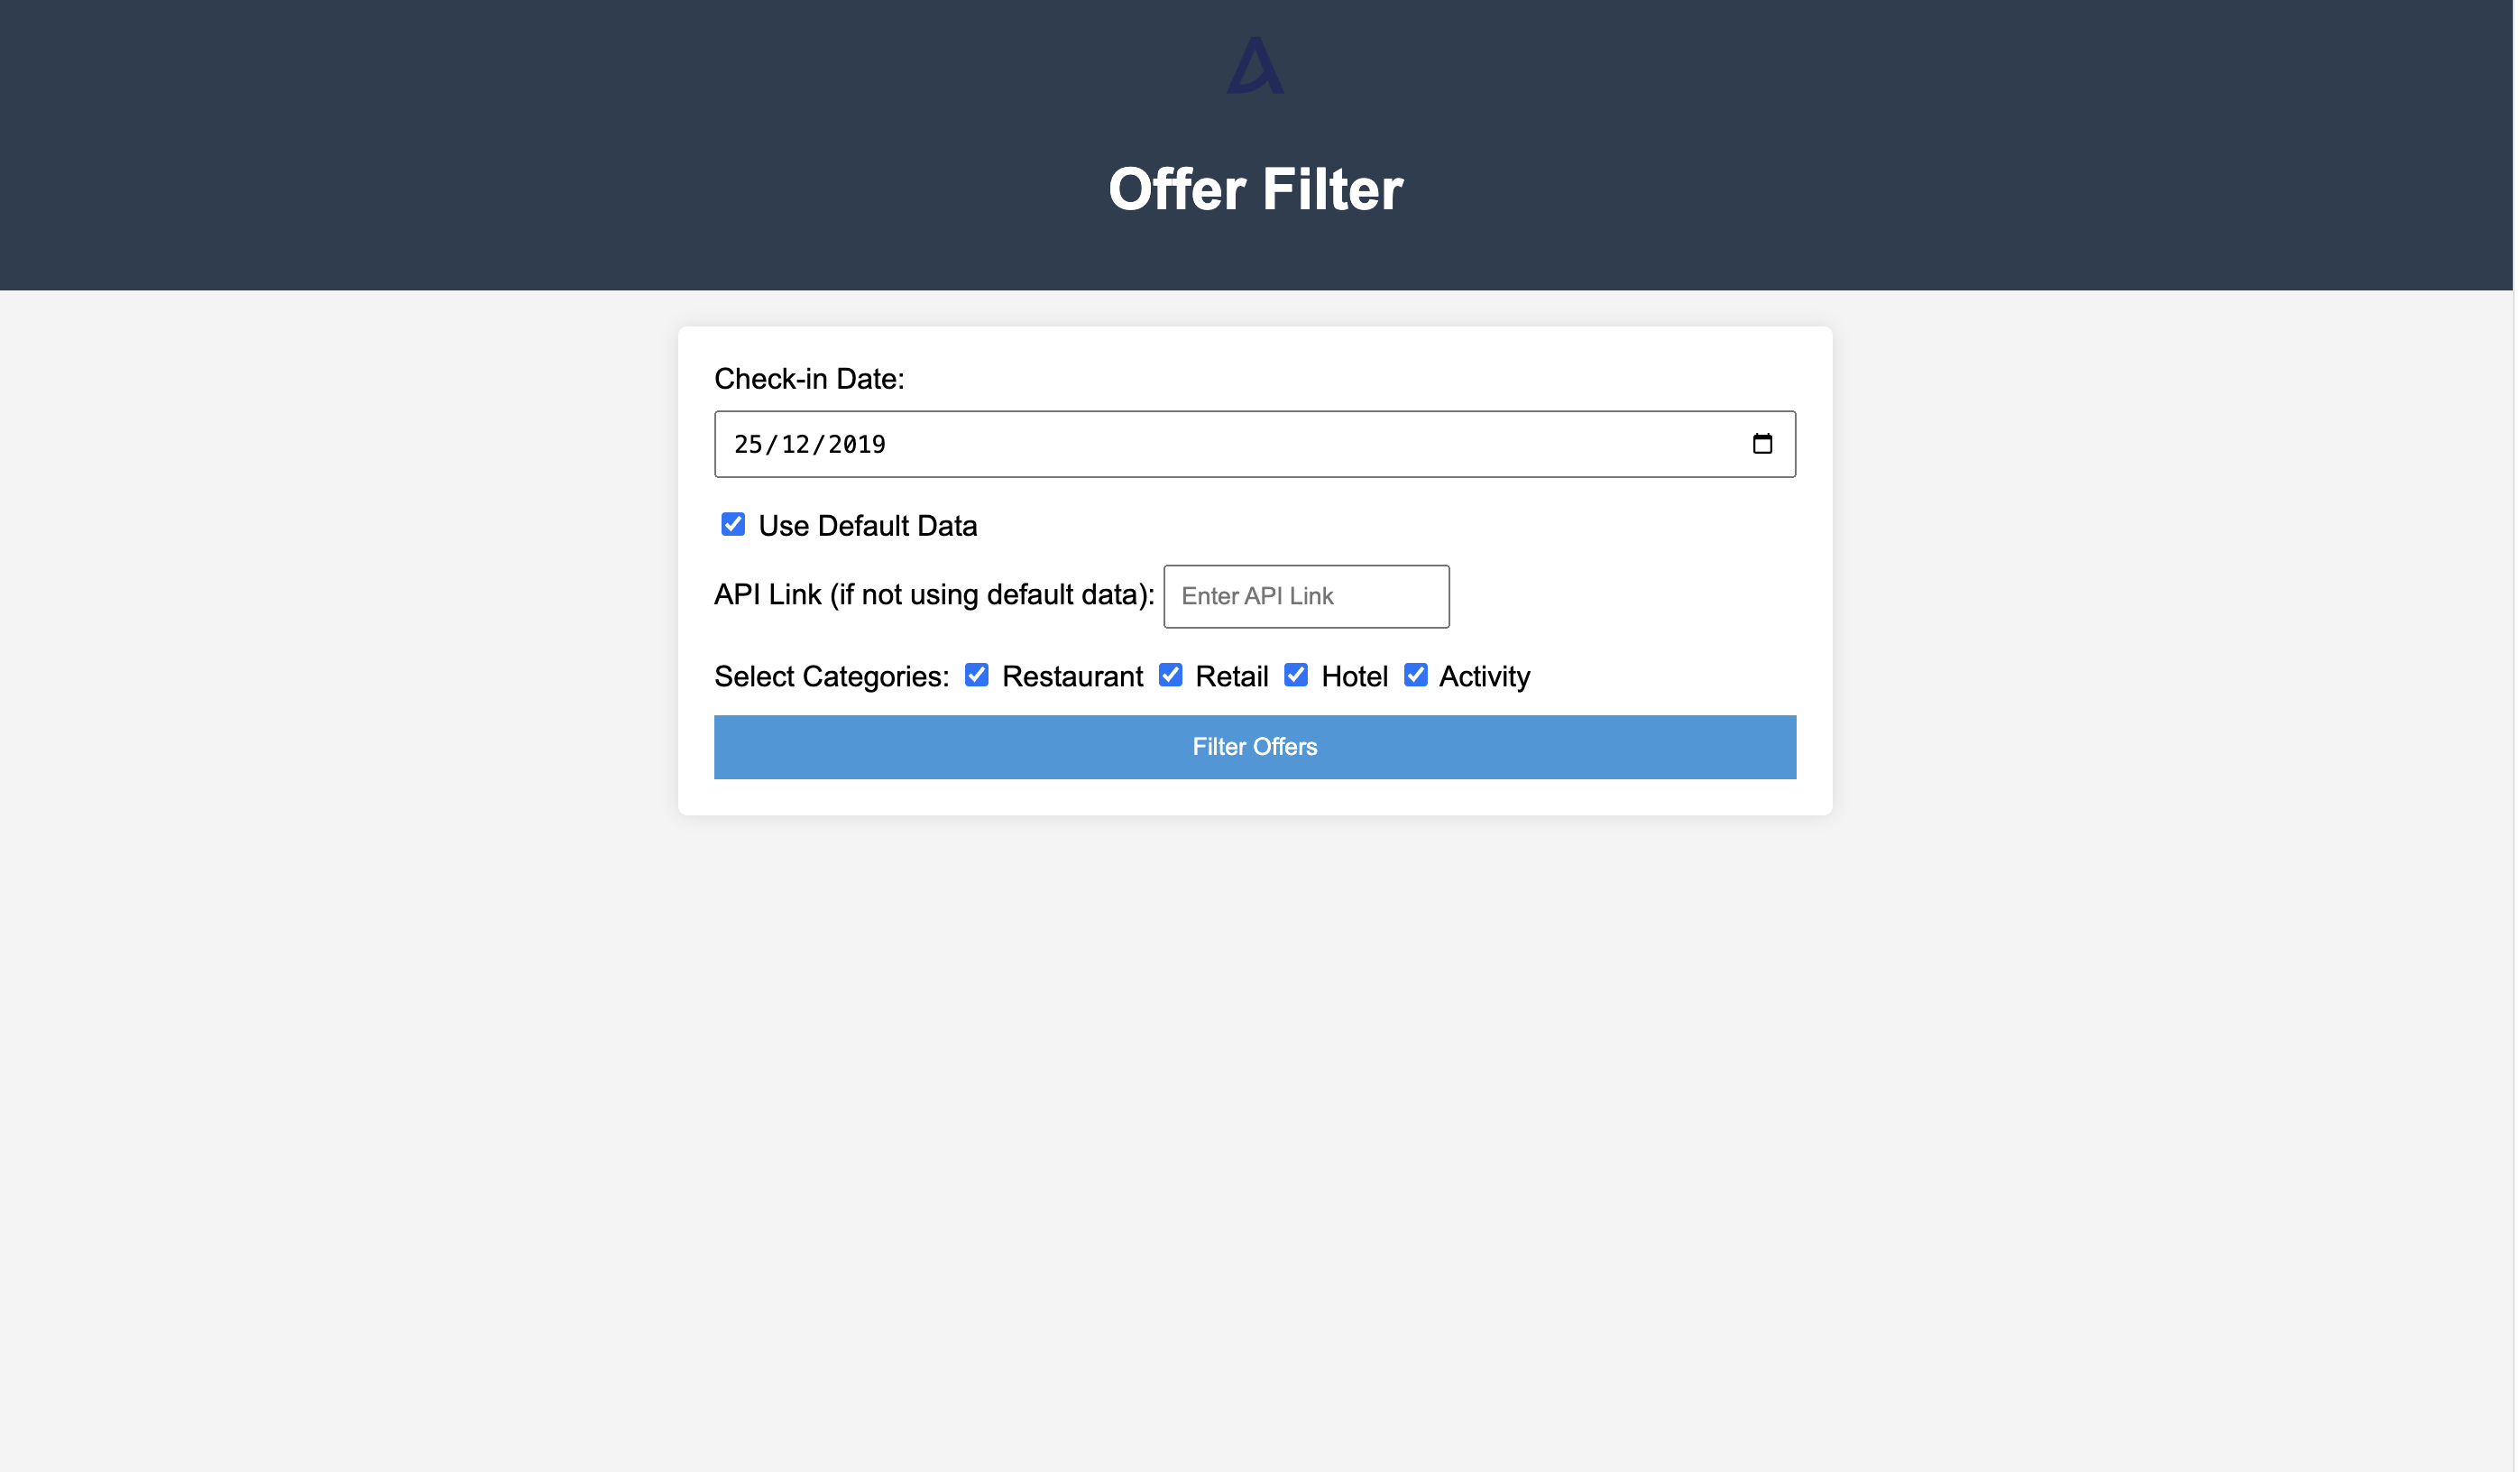 Offer Filter
Check-in Date:
25/12/2019
Use Default Data
API Link (if not using default data): Enter API Link
Select Categories: Restaurant Retail Hotel Activity
Filter Offers